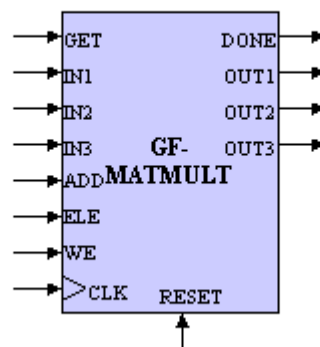 GET DONE
IN1 OUT1
IN2 OUT2
IN3 GF- OUT3
ADD MATMULT
ELE
WE
CLK RESET